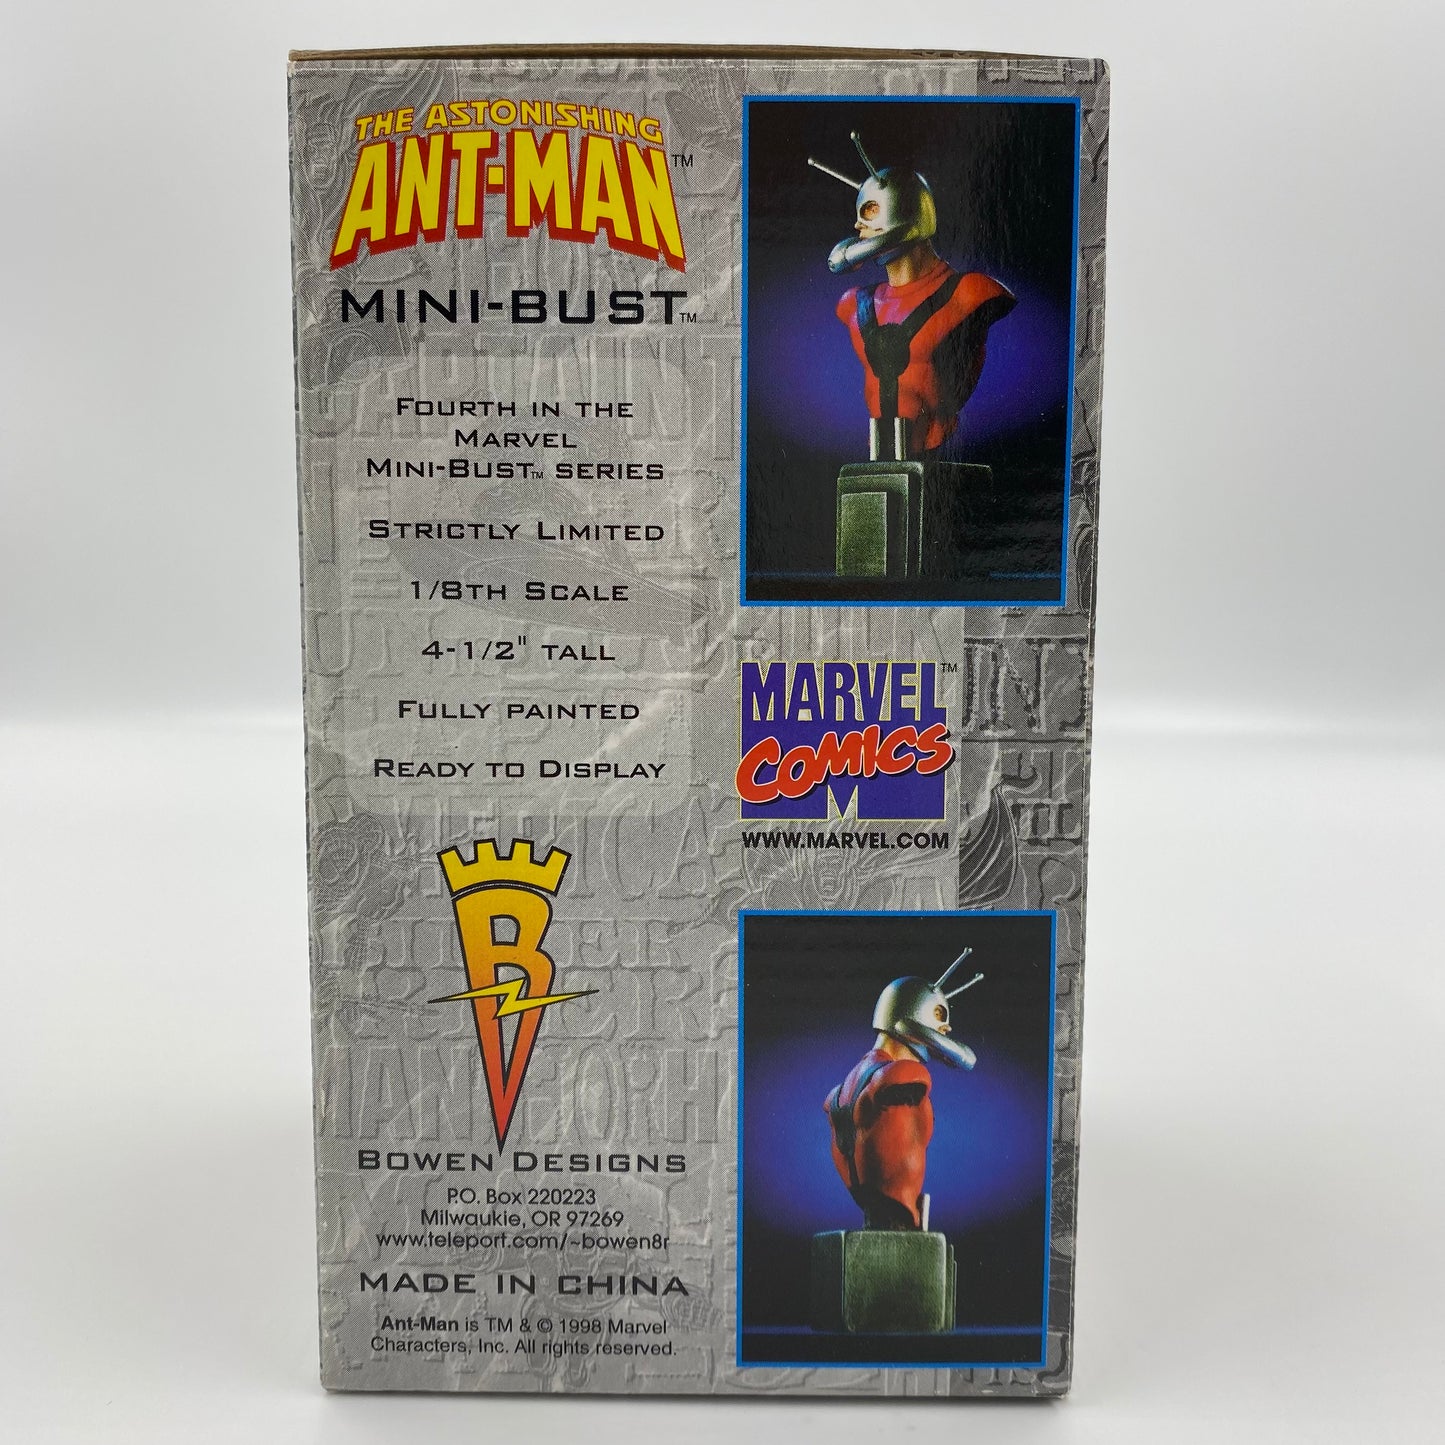 THE ASTONISHING
ANT-MAN™
MINI-BUST™
FOURTH IN THE
MARVEL
MINI-BUST™ SERIES
STRICTLY LIMITED
1/8TH SCALE
4-1/2" TALL
FULLY PAINTED
READY TO DISPLAY
B
BOWEN DESIGNS
P.O. Box 220223
Milwaukie, OR 97269
www.teleport.com/~bowen8r
MADE IN CHINA
Ant-Man is TM & © 1998 Marvel
Characters, Inc. All rights reserved.
MARVEL™
COMICS
WWW.MARVEL.COM